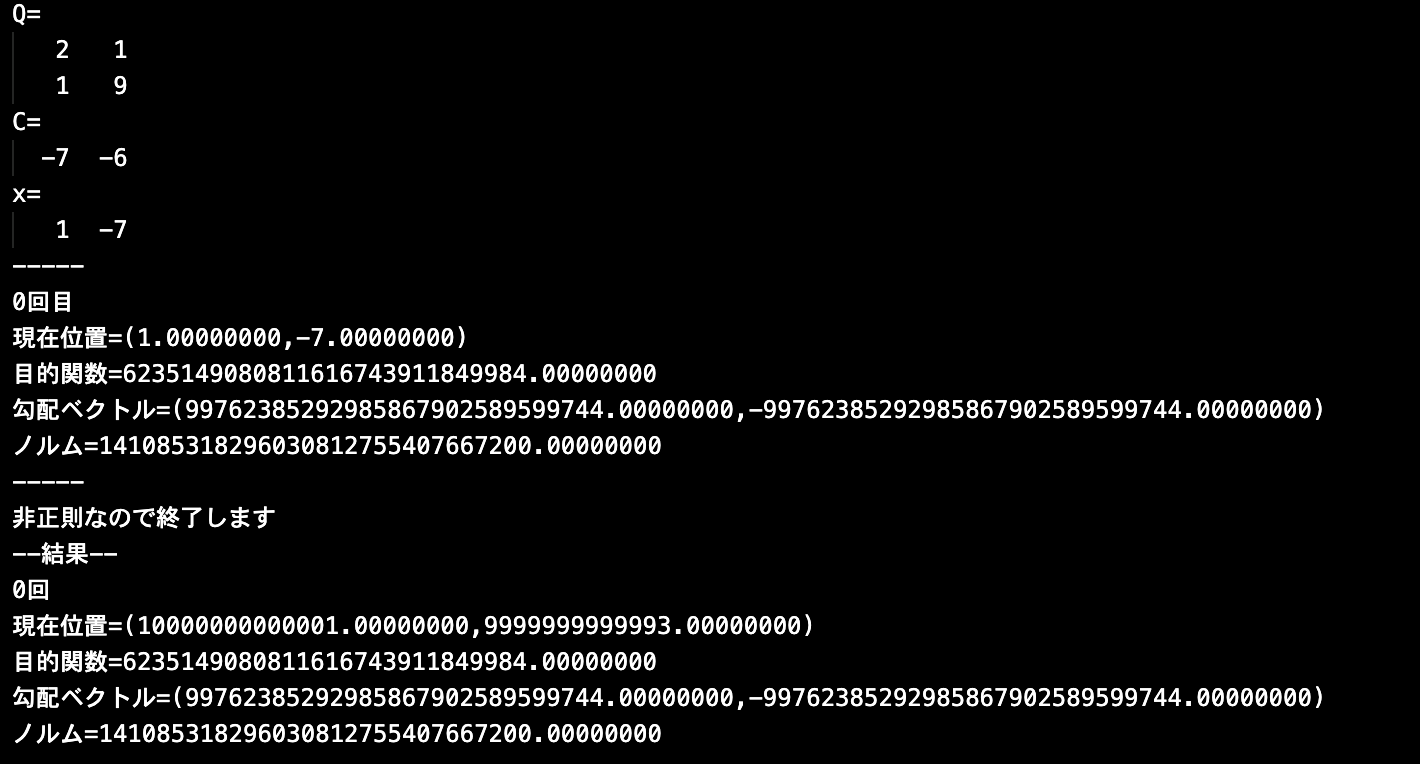 Q=
2 1
1 9
C=
-7 -6
x=
1 -7
-----
0回目
現在位置=(1.00000000,-7.00000000)
目的関数=6235149080811616743911849984.00000000
勾配ベクトル=(99762385292985867902589599744.00000000,-99762385292985867902589599744.00000000)
ノルム=141085318296030812755407667200.00000000
-----
非正則なので終了します
--結果--
0回
現在位置=(10000000000001.00000000,9999999999993.00000000)
目的関数=6235149080811616743911849984.00000000
勾配ベクトル=(99762385292985867902589599744.00000000,-99762385292985867902589599744.00000000)
ノルム=141085318296030812755407667200.00000000